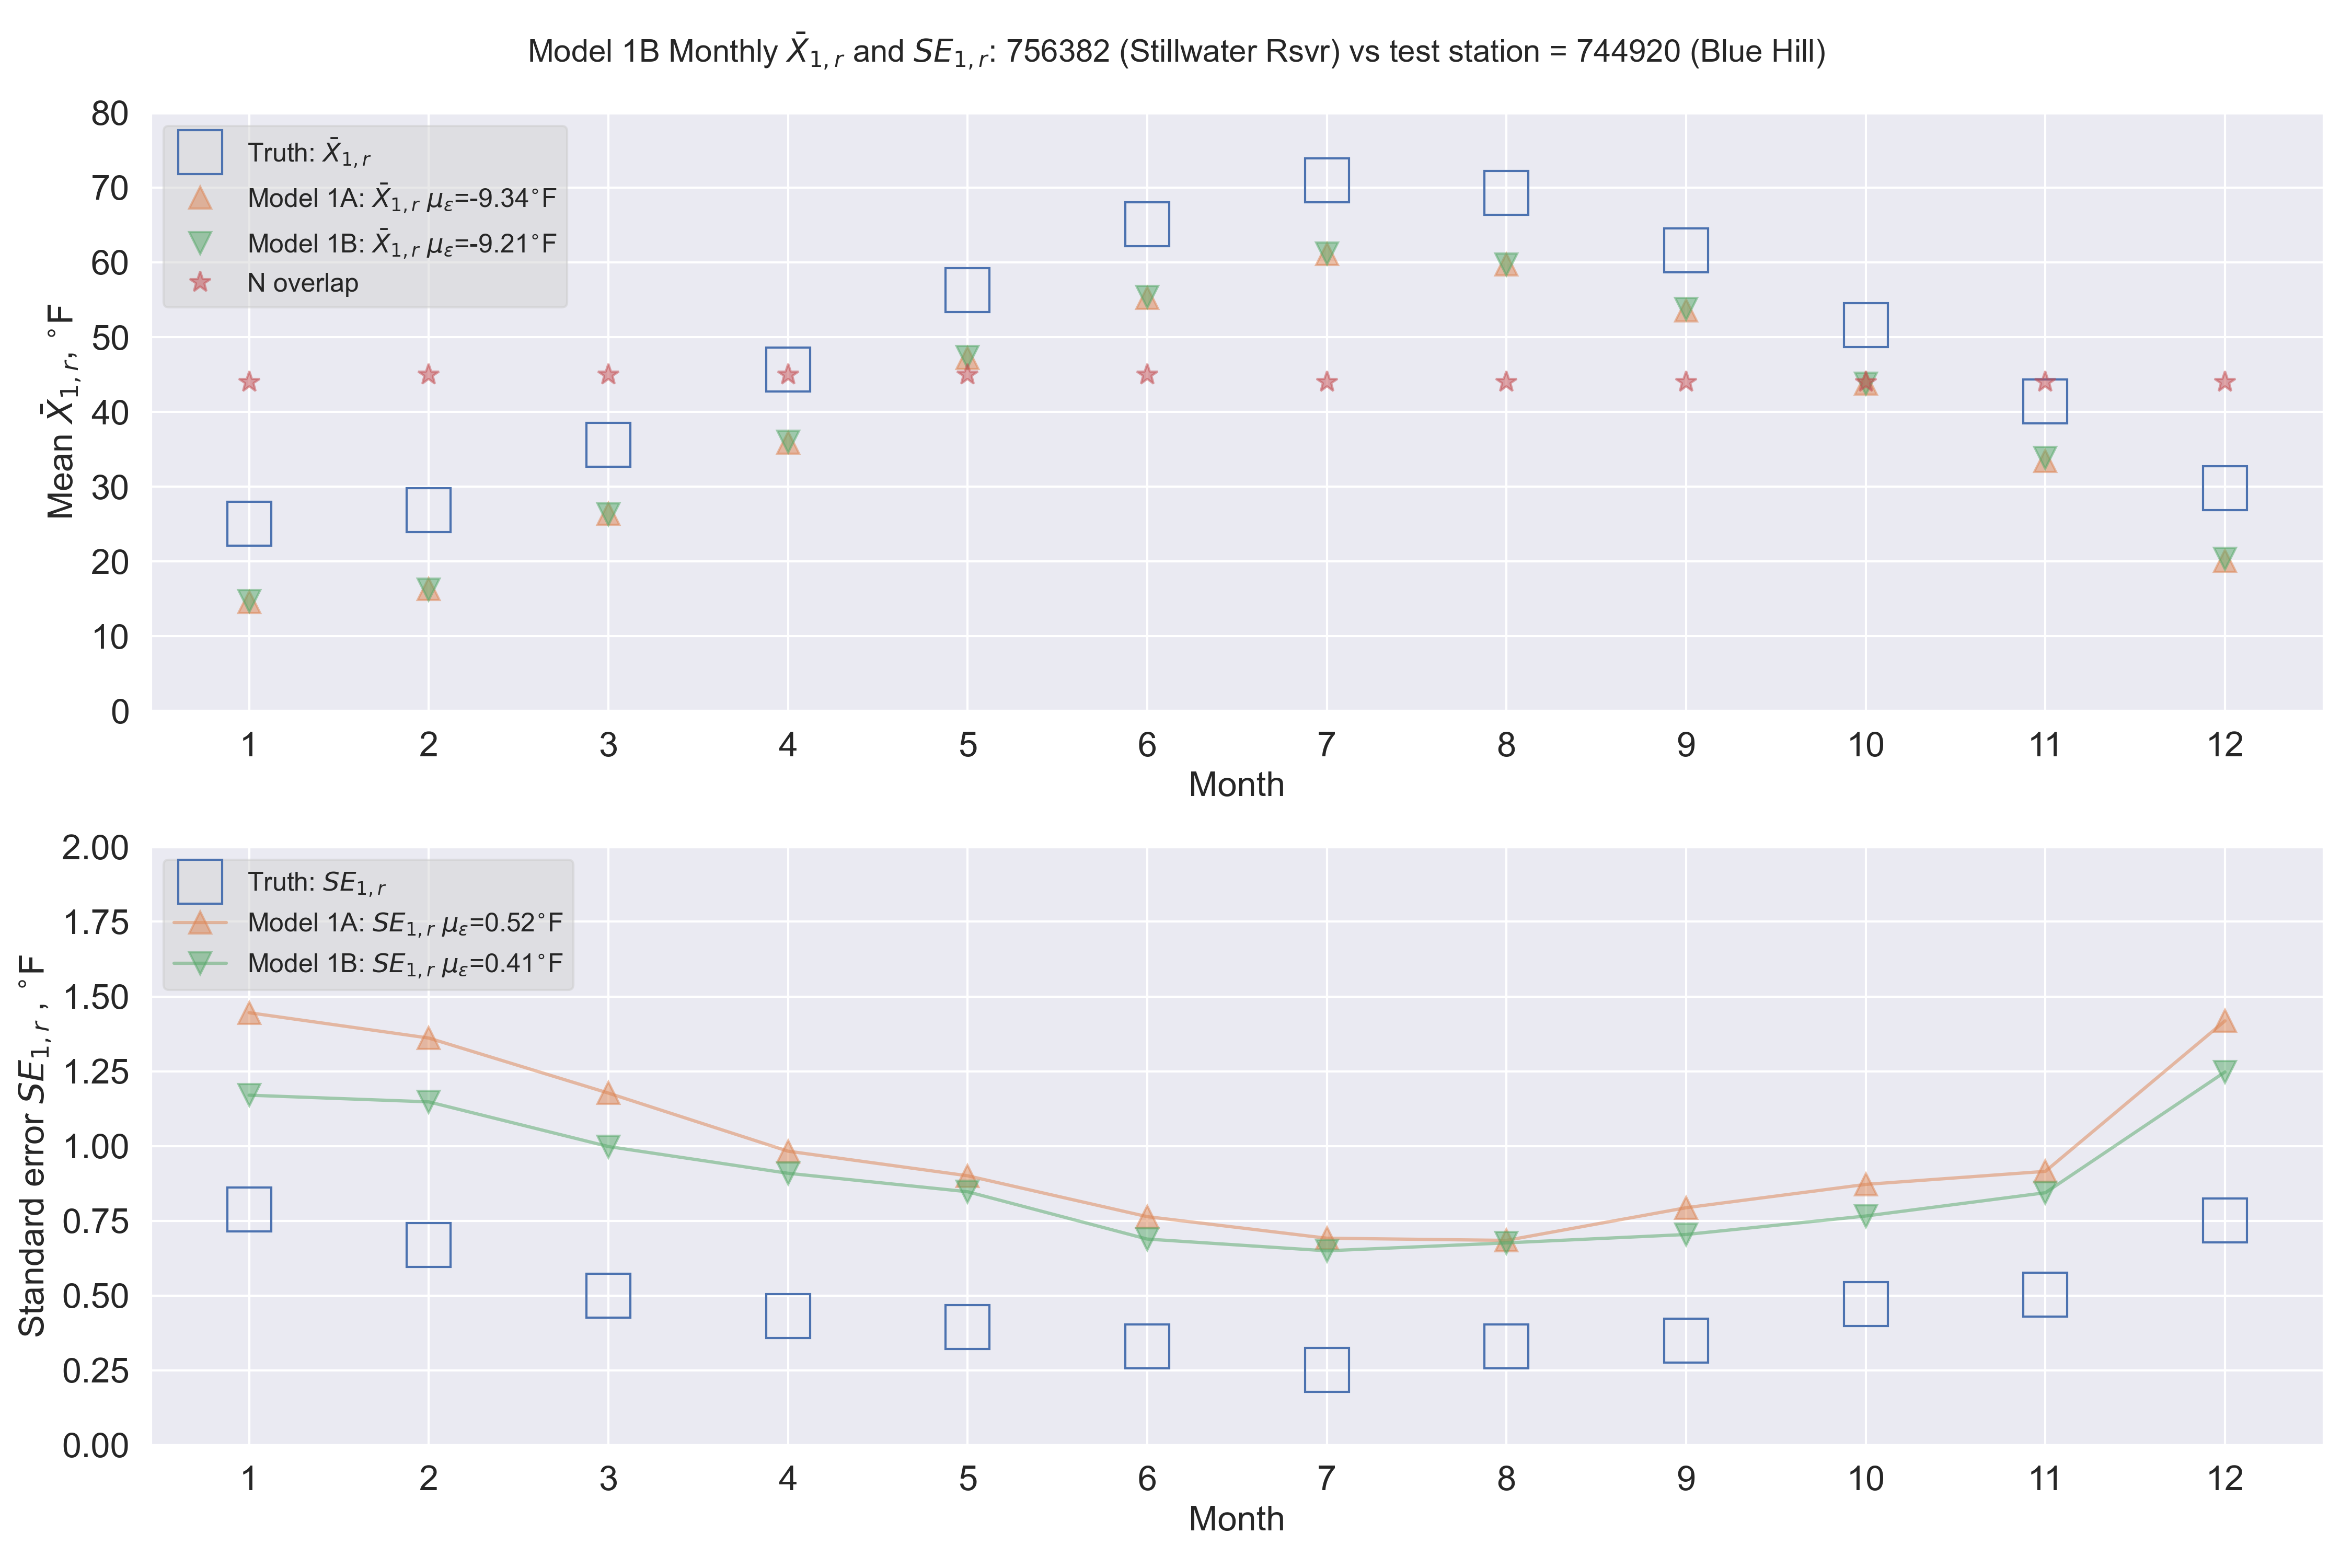 Model 1B Monthly X̄₁,ᵣ and SE₁,ᵣ: 756382 (Stillwater Rsvr) vs test station = 744920 (Blue Hill)
Mean X̄₁,ᵣ, °F
80
70
60
50
40
30
20
10
0
Truth: X̄₁,ᵣ
Model 1A: X̄₁,ᵣ με=-9.34°F
Model 1B: X̄₁,ᵣ με=-9.21°F
N overlap
1 2 3 4 5 6 7 8 9 10 11 12
Month
Standard error SE₁,ᵣ , °F
2.00
1.75
1.50
1.25
1.00
0.75
0.50
0.25
0.00
Truth: SE₁,ᵣ
Model 1A: SE₁,ᵣ με=0.52°F
Model 1B: SE₁,ᵣ με=0.41°F
1 2 3 4 5 6 7 8 9 10 11 12
Month